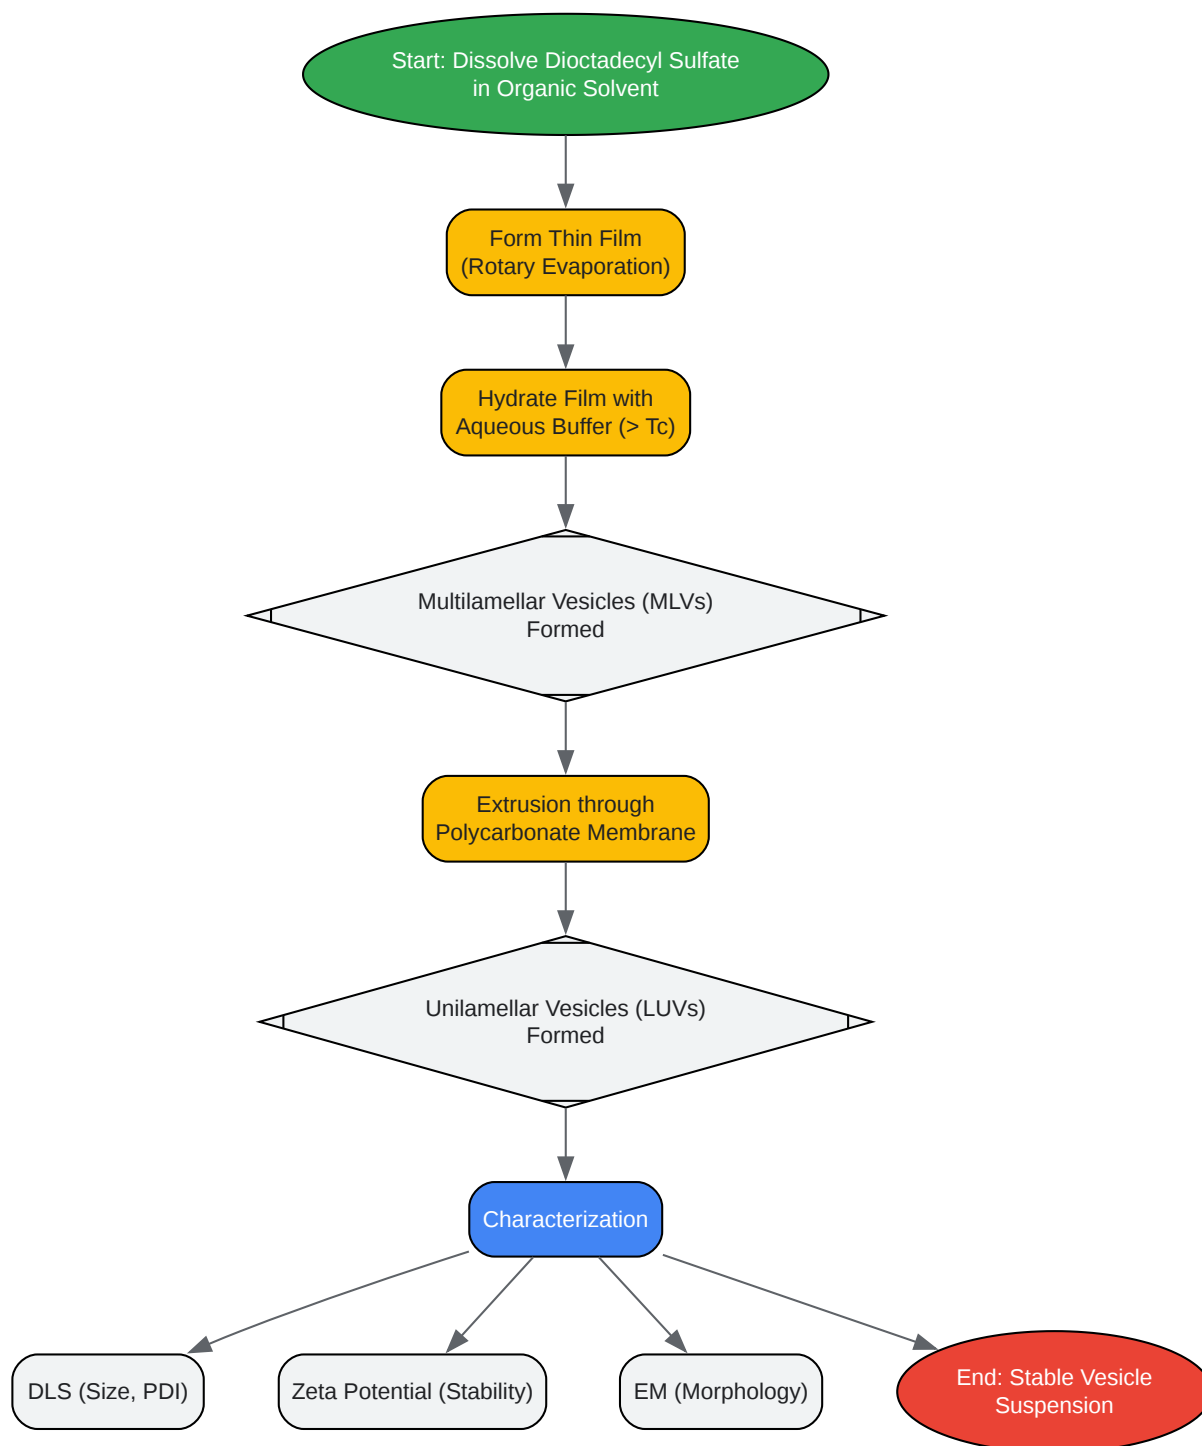 Start: Dissolve Dioctadecyl Sulfate
in Organic Solvent
Form Thin Film
(Rotary Evaporation)
Hydrate Film with
Aqueous Buffer (> Tc)
Multilamellar Vesicles (MLVs)
Formed
Extrusion through
Polycarbonate Membrane
Unilamellar Vesicles (LUVs)
Formed
Characterization
DLS (Size, PDI)
Zeta Potential (Stability)
EM (Morphology)
End: Stable Vesicle
Suspension